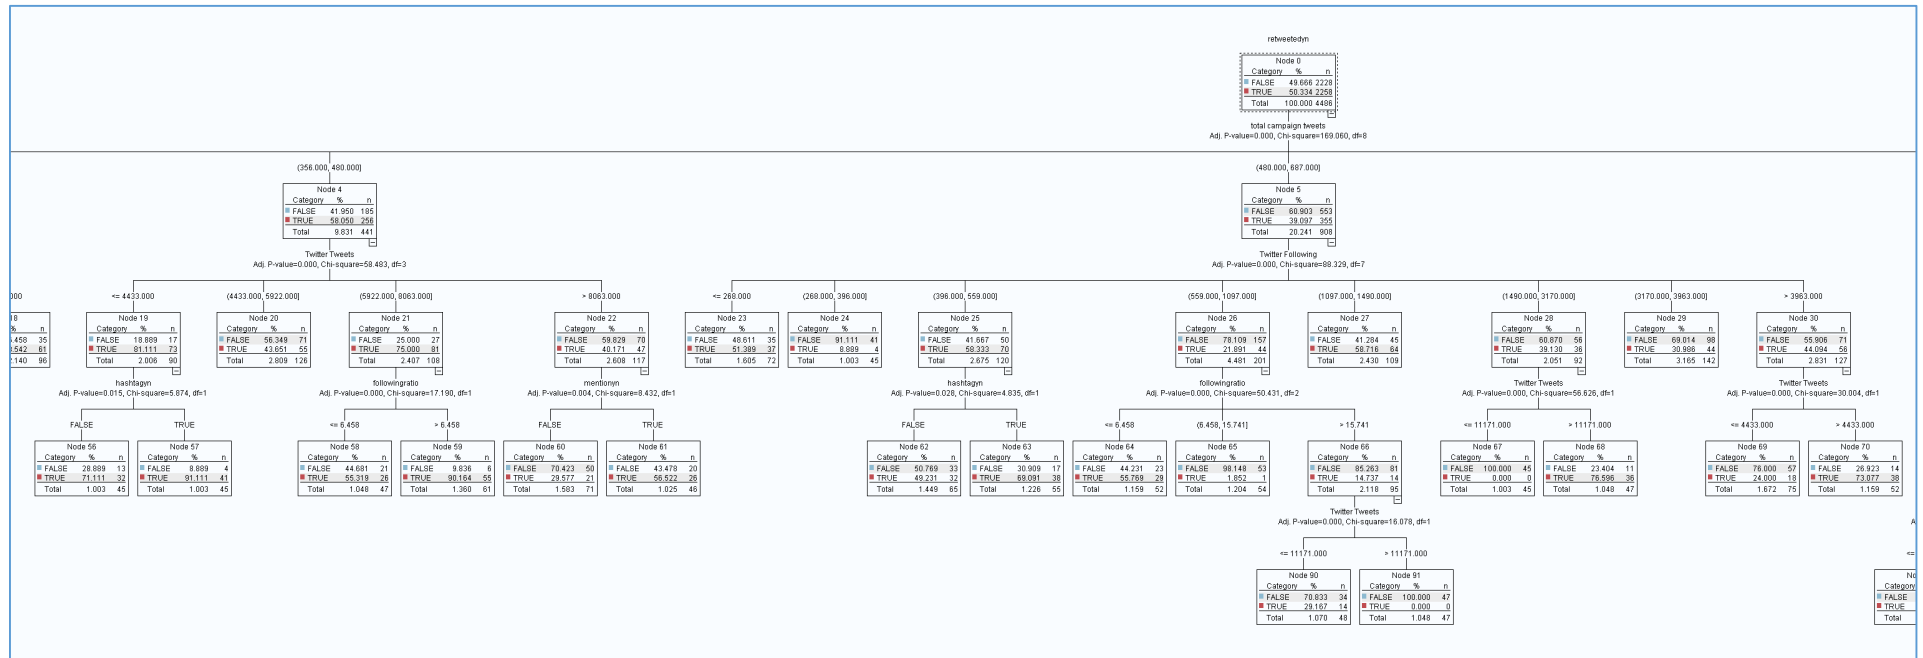 retweetedyn
Node 0
Category % n
FALSE 49.666 2228
TRUE 50.334 2258
Total 100.000 4486
total campaign tweets
Adj. P-value=0.000, Chi-square=169.060, df=8
(356.000, 480.000]
(480.000, 687.000]
Node 4
Category % n
FALSE 41.950 185
TRUE 58.050 256
Total 9.831 441
Twitter Tweets
Adj. P-value=0.000, Chi-square=58.483, df=3
Node 5
Category % n
FALSE 60.903 553
TRUE 39.097 355
Total 20.241 908
Twitter Following
Adj. P-value=0.000, Chi-square=88.329, df=7
<= 4433.000
(4433.000, 5922.000]
(5922.000, 8063.000]
> 8063.000
<= 268.000
(268.000, 396.000]
(396.000, 559.000]
(559.000, 1097.000]
(1097.000, 1490.000]
(1490.000, 3170.000]
(3170.000, 3963.000]
> 3963.000
Node 19
Category % n
FALSE 18.889 17
TRUE 81.111 73
Total 2.006 90
hashtagyn
Adj. P-value=0.015, Chi-square=5.874, df=1
Node 20
Category % n
FALSE 56.349 71
TRUE 43.651 55
Total 2.809 126
Node 21
Category % n
FALSE 25.000 27
TRUE 75.000 81
Total 2.407 108
followingratio
Adj. P-value=0.000, Chi-square=17.190, df=1
Node 22
Category % n
FALSE 59.829 70
TRUE 40.171 47
Total 2.608 117
mentionyn
Adj. P-value=0.004, Chi-square=8.432, df=1
Node 23
Category % n
FALSE 48.611 35
TRUE 51.389 37
Total 1.605 72
Node 24
Category % n
FALSE 91.111 41
TRUE 8.889 4
Total 1.003 45
Node 25
Category % n
FALSE 41.667 50
TRUE 58.333 70
Total 2.675 120
hashtagyn
Adj. P-value=0.028, Chi-square=4.835, df=1
Node 26
Category % n
FALSE 78.109 157
TRUE 21.891 44
Total 4.481 201
followingratio
Adj. P-value=0.000, Chi-square=50.431, df=2
Node 27
Category % n
FALSE 41.284 45
TRUE 58.716 64
Total 2.430 109
Node 28
Category % n
FALSE 60.870 56
TRUE 39.130 36
Total 2.051 92
Twitter Tweets
Adj. P-value=0.000, Chi-square=56.626, df=1
Node 29
Category % n
FALSE 69.014 98
TRUE 30.986 44
Total 3.165 142
Node 30
Category % n
FALSE 55.906 71
TRUE 44.094 56
Total 2.831 127
Twitter Tweets
Adj. P-value=0.000, Chi-square=30.004, df=1
FALSE
TRUE
<= 6.458
> 6.458
FALSE
TRUE
FALSE
TRUE
<= 6.458
(6.458, 15.741]
> 15.741
<= 11171.000
> 11171.000
<= 4433.000
> 4433.000
Node 56
Category % n
FALSE 28.889 13
TRUE 71.111 32
Total 1.003 45
Node 57
Category % n
FALSE 8.889 4
TRUE 91.111 41
Total 1.003 45
Node 58
Category % n
FALSE 44.681 21
TRUE 55.319 26
Total 1.048 47
Node 59
Category % n
FALSE 9.836 6
TRUE 90.164 55
Total 1.360 61
Node 60
Category % n
FALSE 70.423 50
TRUE 29.577 21
Total 1.583 71
Node 61
Category % n
FALSE 43.478 20
TRUE 56.522 26
Total 1.025 46
Node 62
Category % n
FALSE 50.769 33
TRUE 49.231 32
Total 1.449 65
Node 63
Category % n
FALSE 30.909 17
TRUE 69.091 38
Total 1.226 55
Node 64
Category % n
FALSE 44.231 23
TRUE 55.769 29
Total 1.159 52
Node 65
Category % n
FALSE 98.148 53
TRUE 1.852 1
Total 1.204 54
Node 66
Category % n
FALSE 85.263 81
TRUE 14.737 14
Total 2.118 95
Twitter Tweets
Adj. P-value=0.000, Chi-square=16.078, df=1
Node 67
Category % n
FALSE 100.000 45
TRUE 0.000 0
Total 1.003 45
Node 68
Category % n
FALSE 23.404 11
TRUE 76.596 36
Total 1.048 47
Node 69
Category % n
FALSE 76.000 57
TRUE 24.000 18
Total 1.672 75
Node 70
Category % n
FALSE 26.923 14
TRUE 73.077 38
Total 1.159 52
<= 11171.000
> 11171.000
Node 90
Category % n
FALSE 70.833 34
TRUE 29.167 14
Total 1.070 48
Node 91
Category % n
FALSE 100.000 47
TRUE 0.000 0
Total 1.048 47
Category
FALSE
TRUE
Total